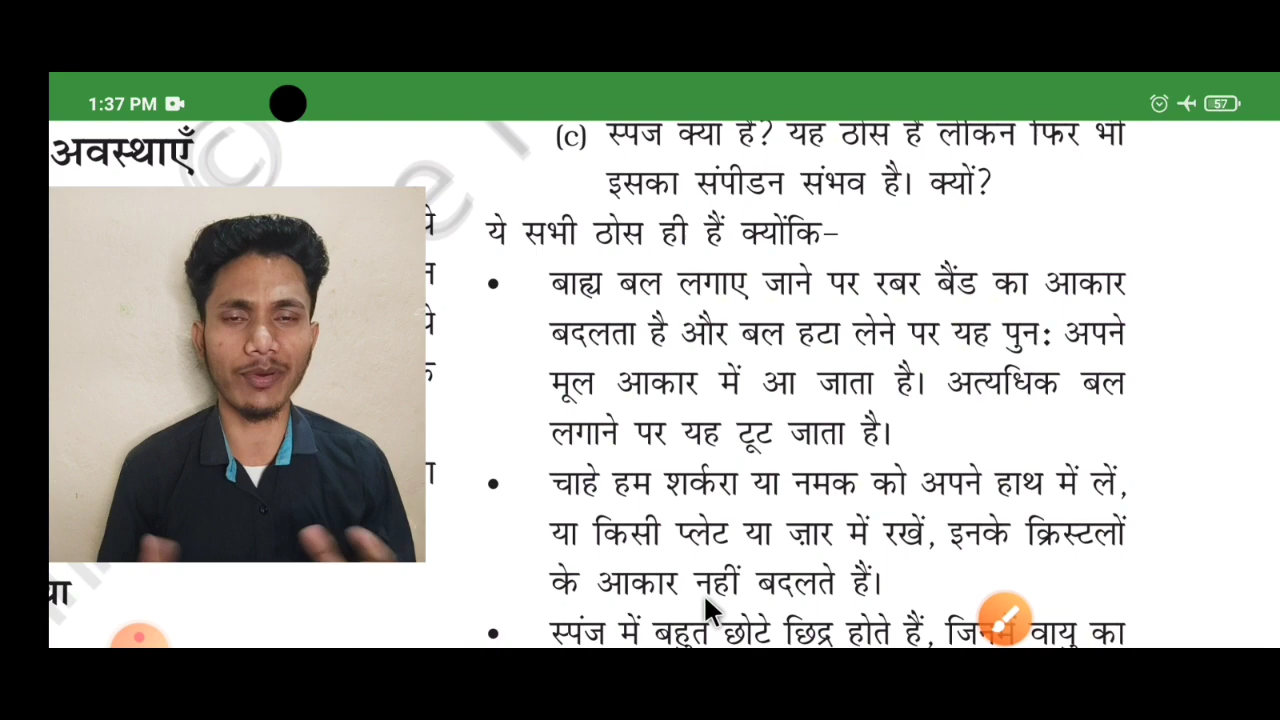 1:37 PM
57
अवस्थाएँ
(c) स्पंज क्या है? यह ठोस है लेकिन फिर भी
इसका संपीडन संभव है। क्यों?
ये सभी ठोस ही हैं क्योंकि–
• बाह्य बल लगाए जाने पर रबर बैंड का आकार
बदलता है और बल हटा लेने पर यह पुन: अपने
मूल आकार में आ जाता है। अत्यधिक बल
लगाने पर यह टूट जाता है।
• चाहे हम शर्करा या नमक को अपने हाथ में लें,
या किसी प्लेट या ज़ार में रखें, इनके क्रिस्टलों
के आकार नहीं बदलते हैं।
• स्पंज में बहुत छोटे छिद्र होते हैं, जिनमें वायु का